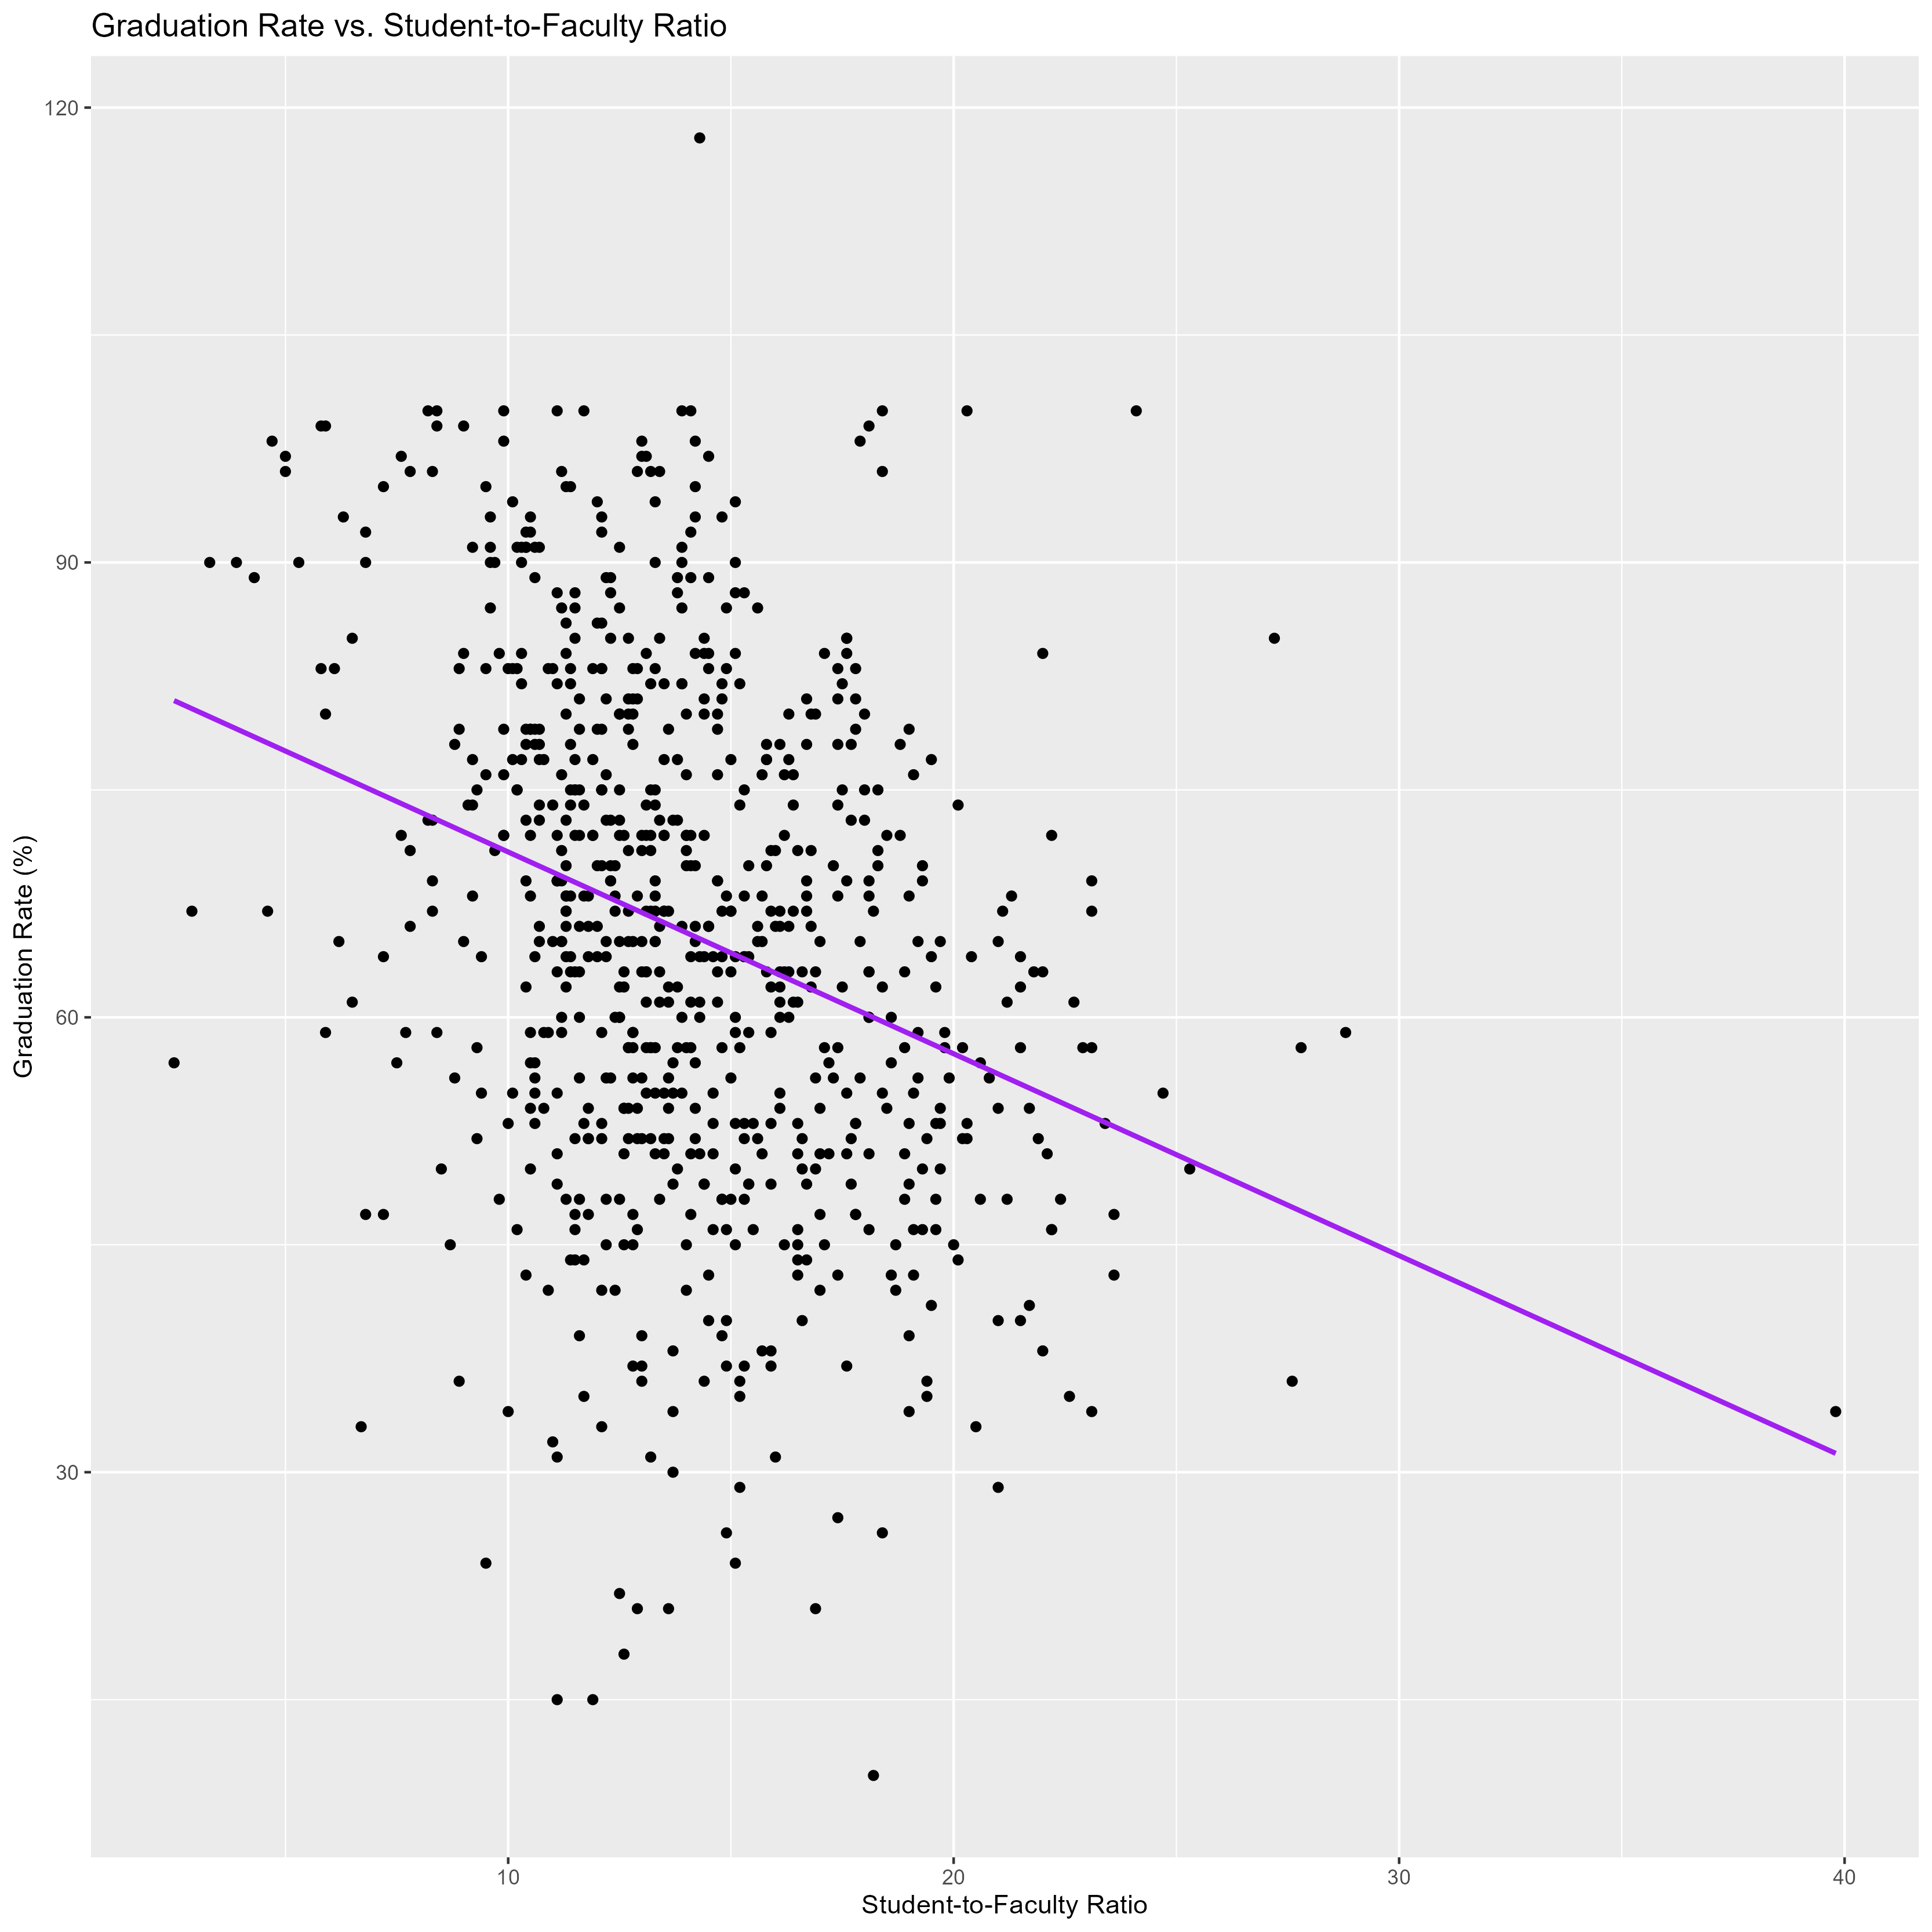 Graduation Rate vs. Student-to-Faculty Ratio
120
90
60
30
Graduation Rate (%)
10 20 30 40
Student-to-Faculty Ratio